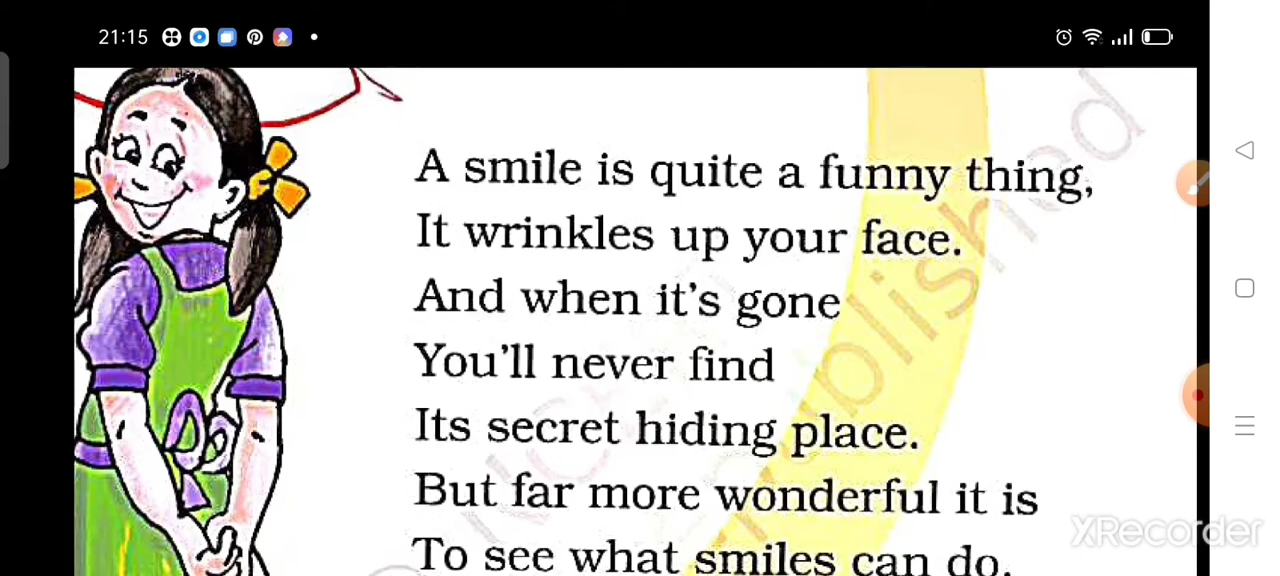 21:15
A smile is quite a funny thing,
It wrinkles up your face.
And when it's gone
You'll never find
Its secret hiding place.
But far more wonderful it is
To see what smiles can do.
XRecorder